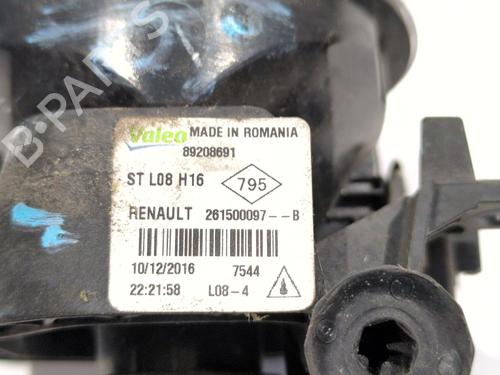 Valeo MADE IN ROMANIA
89208691
ST L08 H16 795
RENAULT 261500097--B
10/12/2016 7544
22:21:58 L08-4
B-PARTS